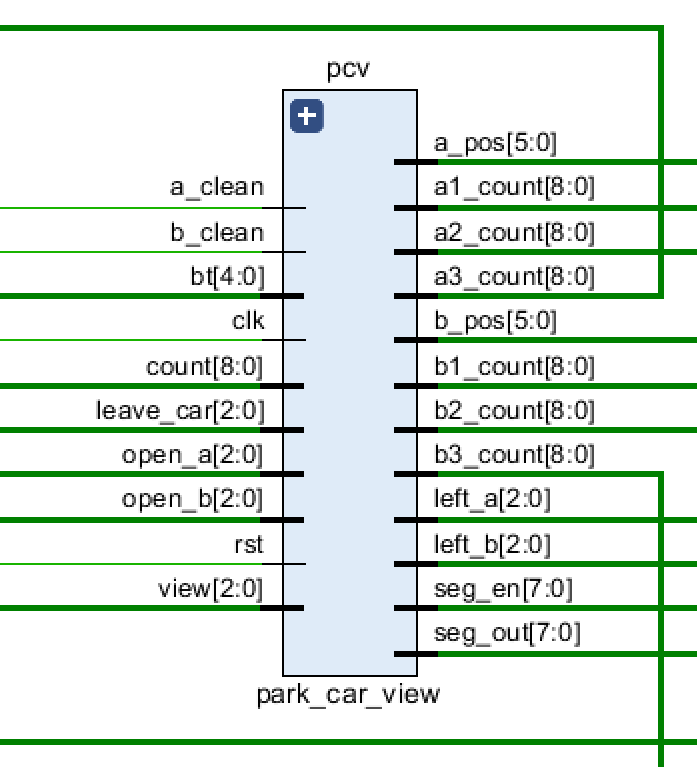 pcv
a_clean
b_clean
bt[4:0]
clk
count[8:0]
leave_car[2:0]
open_a[2:0]
open_b[2:0]
rst
view[2:0]
a_pos[5:0]
a1_count[8:0]
a2_count[8:0]
a3_count[8:0]
b_pos[5:0]
b1_count[8:0]
b2_count[8:0]
b3_count[8:0]
left_a[2:0]
left_b[2:0]
seg_en[7:0]
seg_out[7:0]
park_car_view